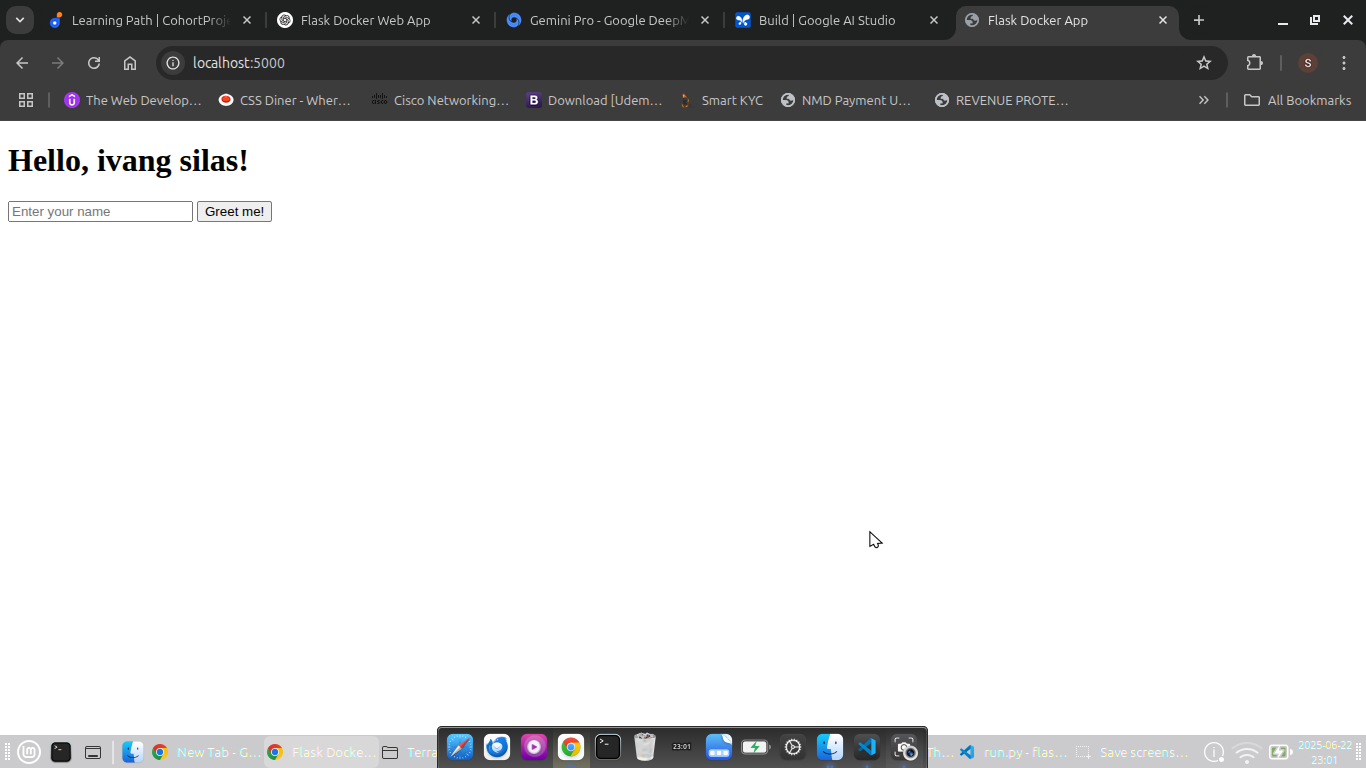 Learning Path | CohortProje
Flask Docker Web App
Gemini Pro - Google DeepM
Build | Google AI Studio
Flask Docker App
localhost:5000
S
The Web Develop...
CSS Diner - Wher...
Cisco Networking...
Download [Udem...
Smart KYC
NMD Payment U...
REVENUE PROTE...
All Bookmarks
Hello, ivang silas!
Enter your name
Greet me!
New Tab - G...
Flask Docke...
Terra
23:01
Th...
run.py - flas...
Save screens...
2025-06-22
23:01